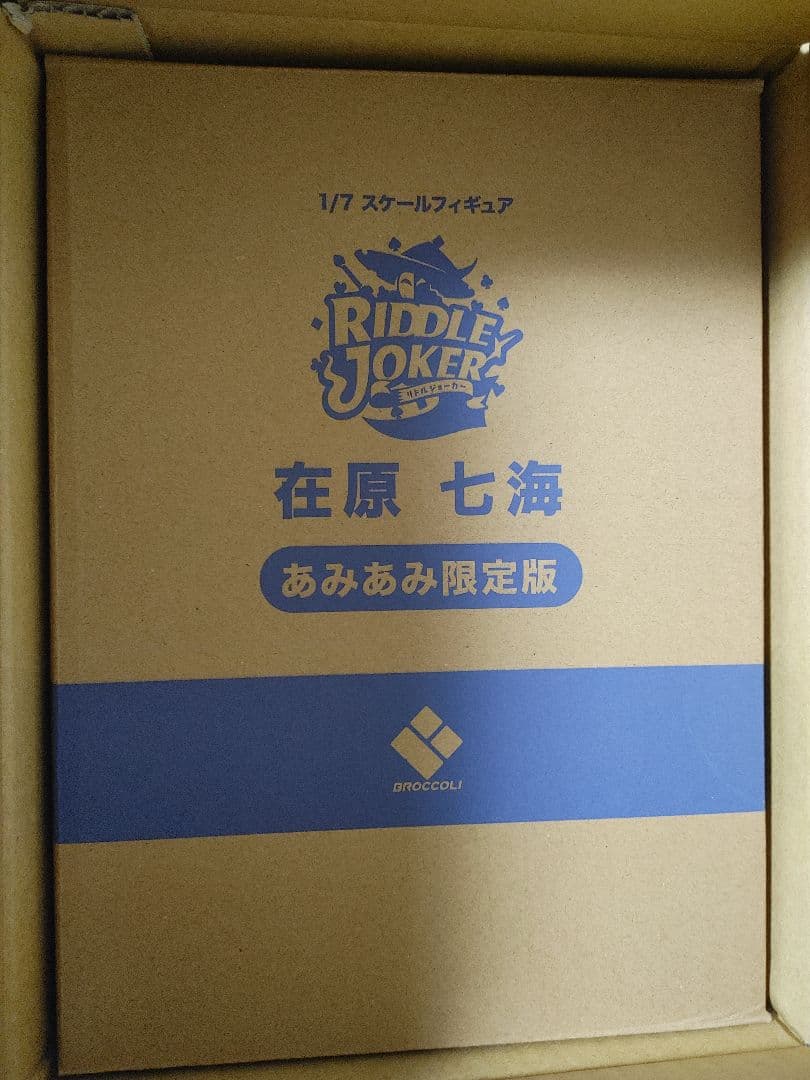 1/7 スケールフィギュア
RIDDLE
JOKER
リドルジョーカー
在原 七海
あみあみ限定版
BROCCOLI